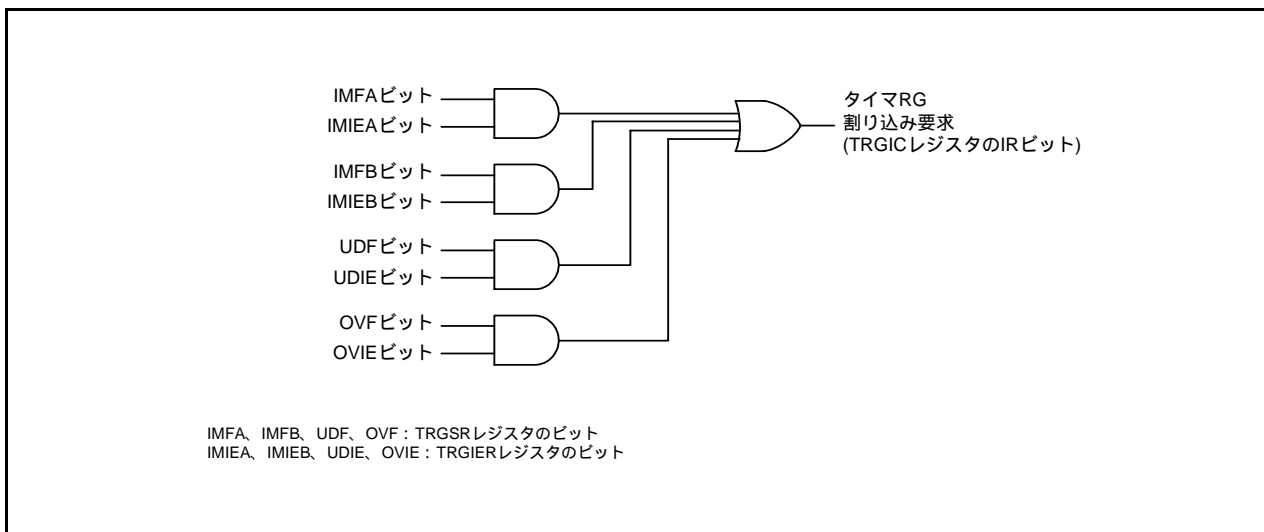 IMFAビット
IMIEAビット
IMFBビット
IMIEBビット
UDFビット
UDIEビット
OVFビット
OVIEビット
タイマRG
割り込み要求
(TRGICレジスタのIRビット)
IMFA、IMFB、UDF、OVF：TRGSRレジスタのビット
IMIEA、IMIEB、UDIE、OVIE：TRGIERレジスタのビット